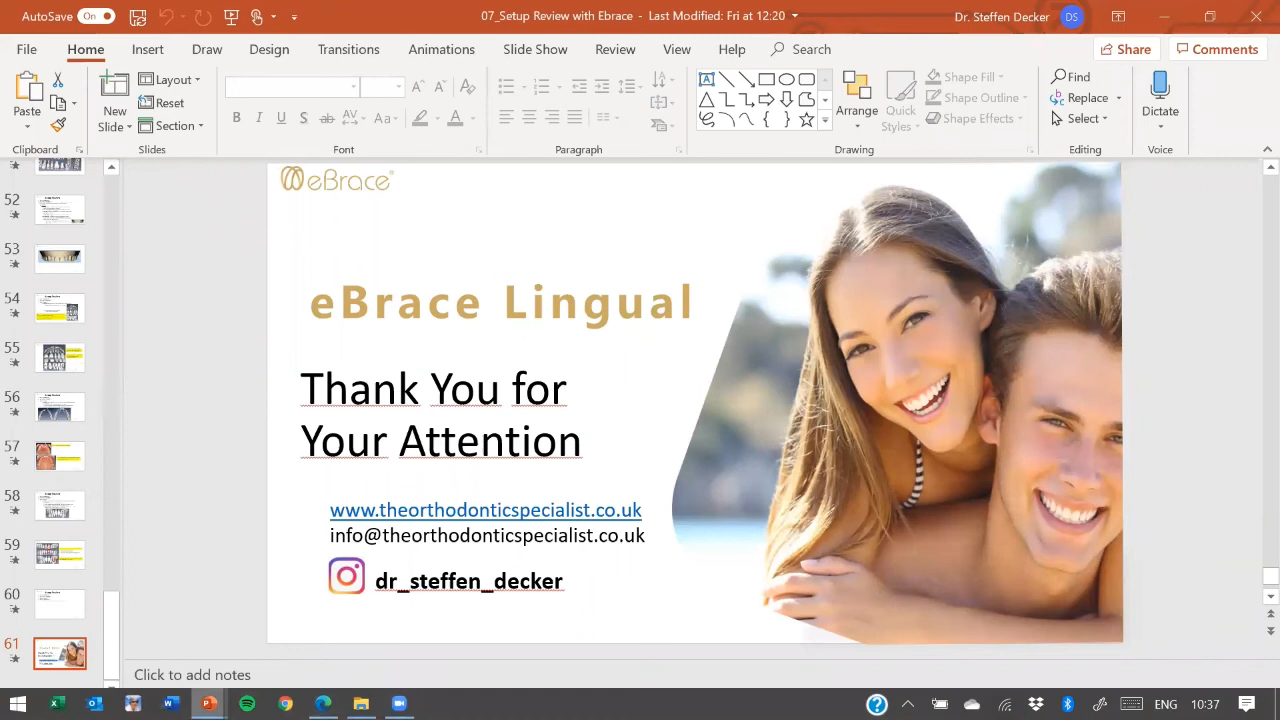 AutoSave On
07_Setup Review with Ebrace - Last Modified: Fri at 12:20
Dr. Steffen Decker DS
File Home Insert Draw Design Transitions Animations Slide Show Review View Help Search Share Comments
Paste
New Slide
Layout
Reset
Section
Arrange
Quick Styles
Shape Fill
Shape Outline
Shape Effects
Find
Replace
Select
Dictate
Clipboard Slides Font Paragraph Drawing Editing Voice
52
53
54
55
56
57
58
59
60
61
eBrace®
eBrace Lingual
Thank You for
Your Attention
www.theorthodonticspecialist.co.uk
info@theorthodonticspecialist.co.uk
dr_steffen_decker
Click to add notes
ENG 10:37